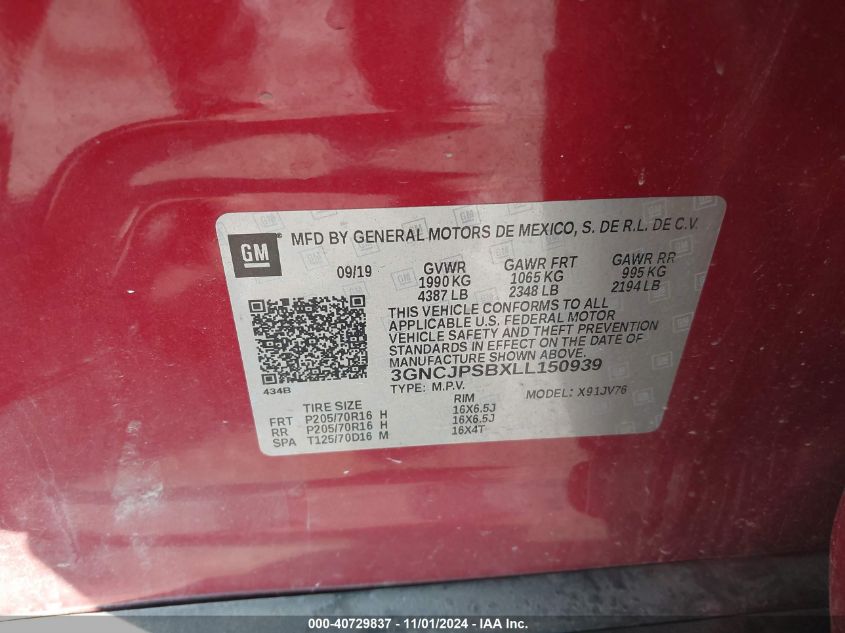 GM
®
MFD BY GENERAL MOTORS DE MEXICO, S. DE R.L. DE C.V.
09/19 GVWR GAWR FRT GAWR RR
1990 KG 1065 KG 995 KG
4387 LB 2348 LB 2194 LB
THIS VEHICLE CONFORMS TO ALL
APPLICABLE U.S. FEDERAL MOTOR
VEHICLE SAFETY AND THEFT PREVENTION
STANDARDS IN EFFECT ON THE DATE OF
MANUFACTURE SHOWN ABOVE.
3GNCJPSBXLL150939
434B
TYPE: M.P.V. MODEL: X91JV76
TIRE SIZE RIM
FRT P205/70R16 H 16X6.5J
RR P205/70R16 H 16X6.5J
SPA T125/70D16 M 16X4T
000-40729837 - 11/01/2024 - IAA Inc.